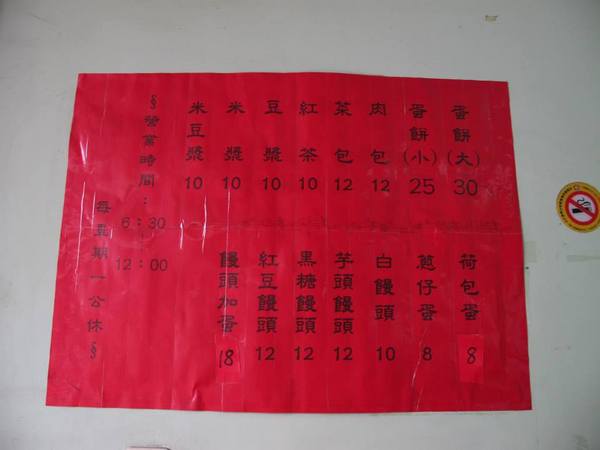 蛋餅(大) 30
蛋餅(小) 25
肉包 12
菜包 12
紅茶 10
豆漿 10
米漿 10
米豆漿 10
荷包蛋 8
蔥仔蛋 8
白饅頭 10
芋頭饅頭 12
黑糖饅頭 12
紅豆饅頭 12
饅頭加蛋 18
§營業時間:
6:30
12:00
每星期一公休§